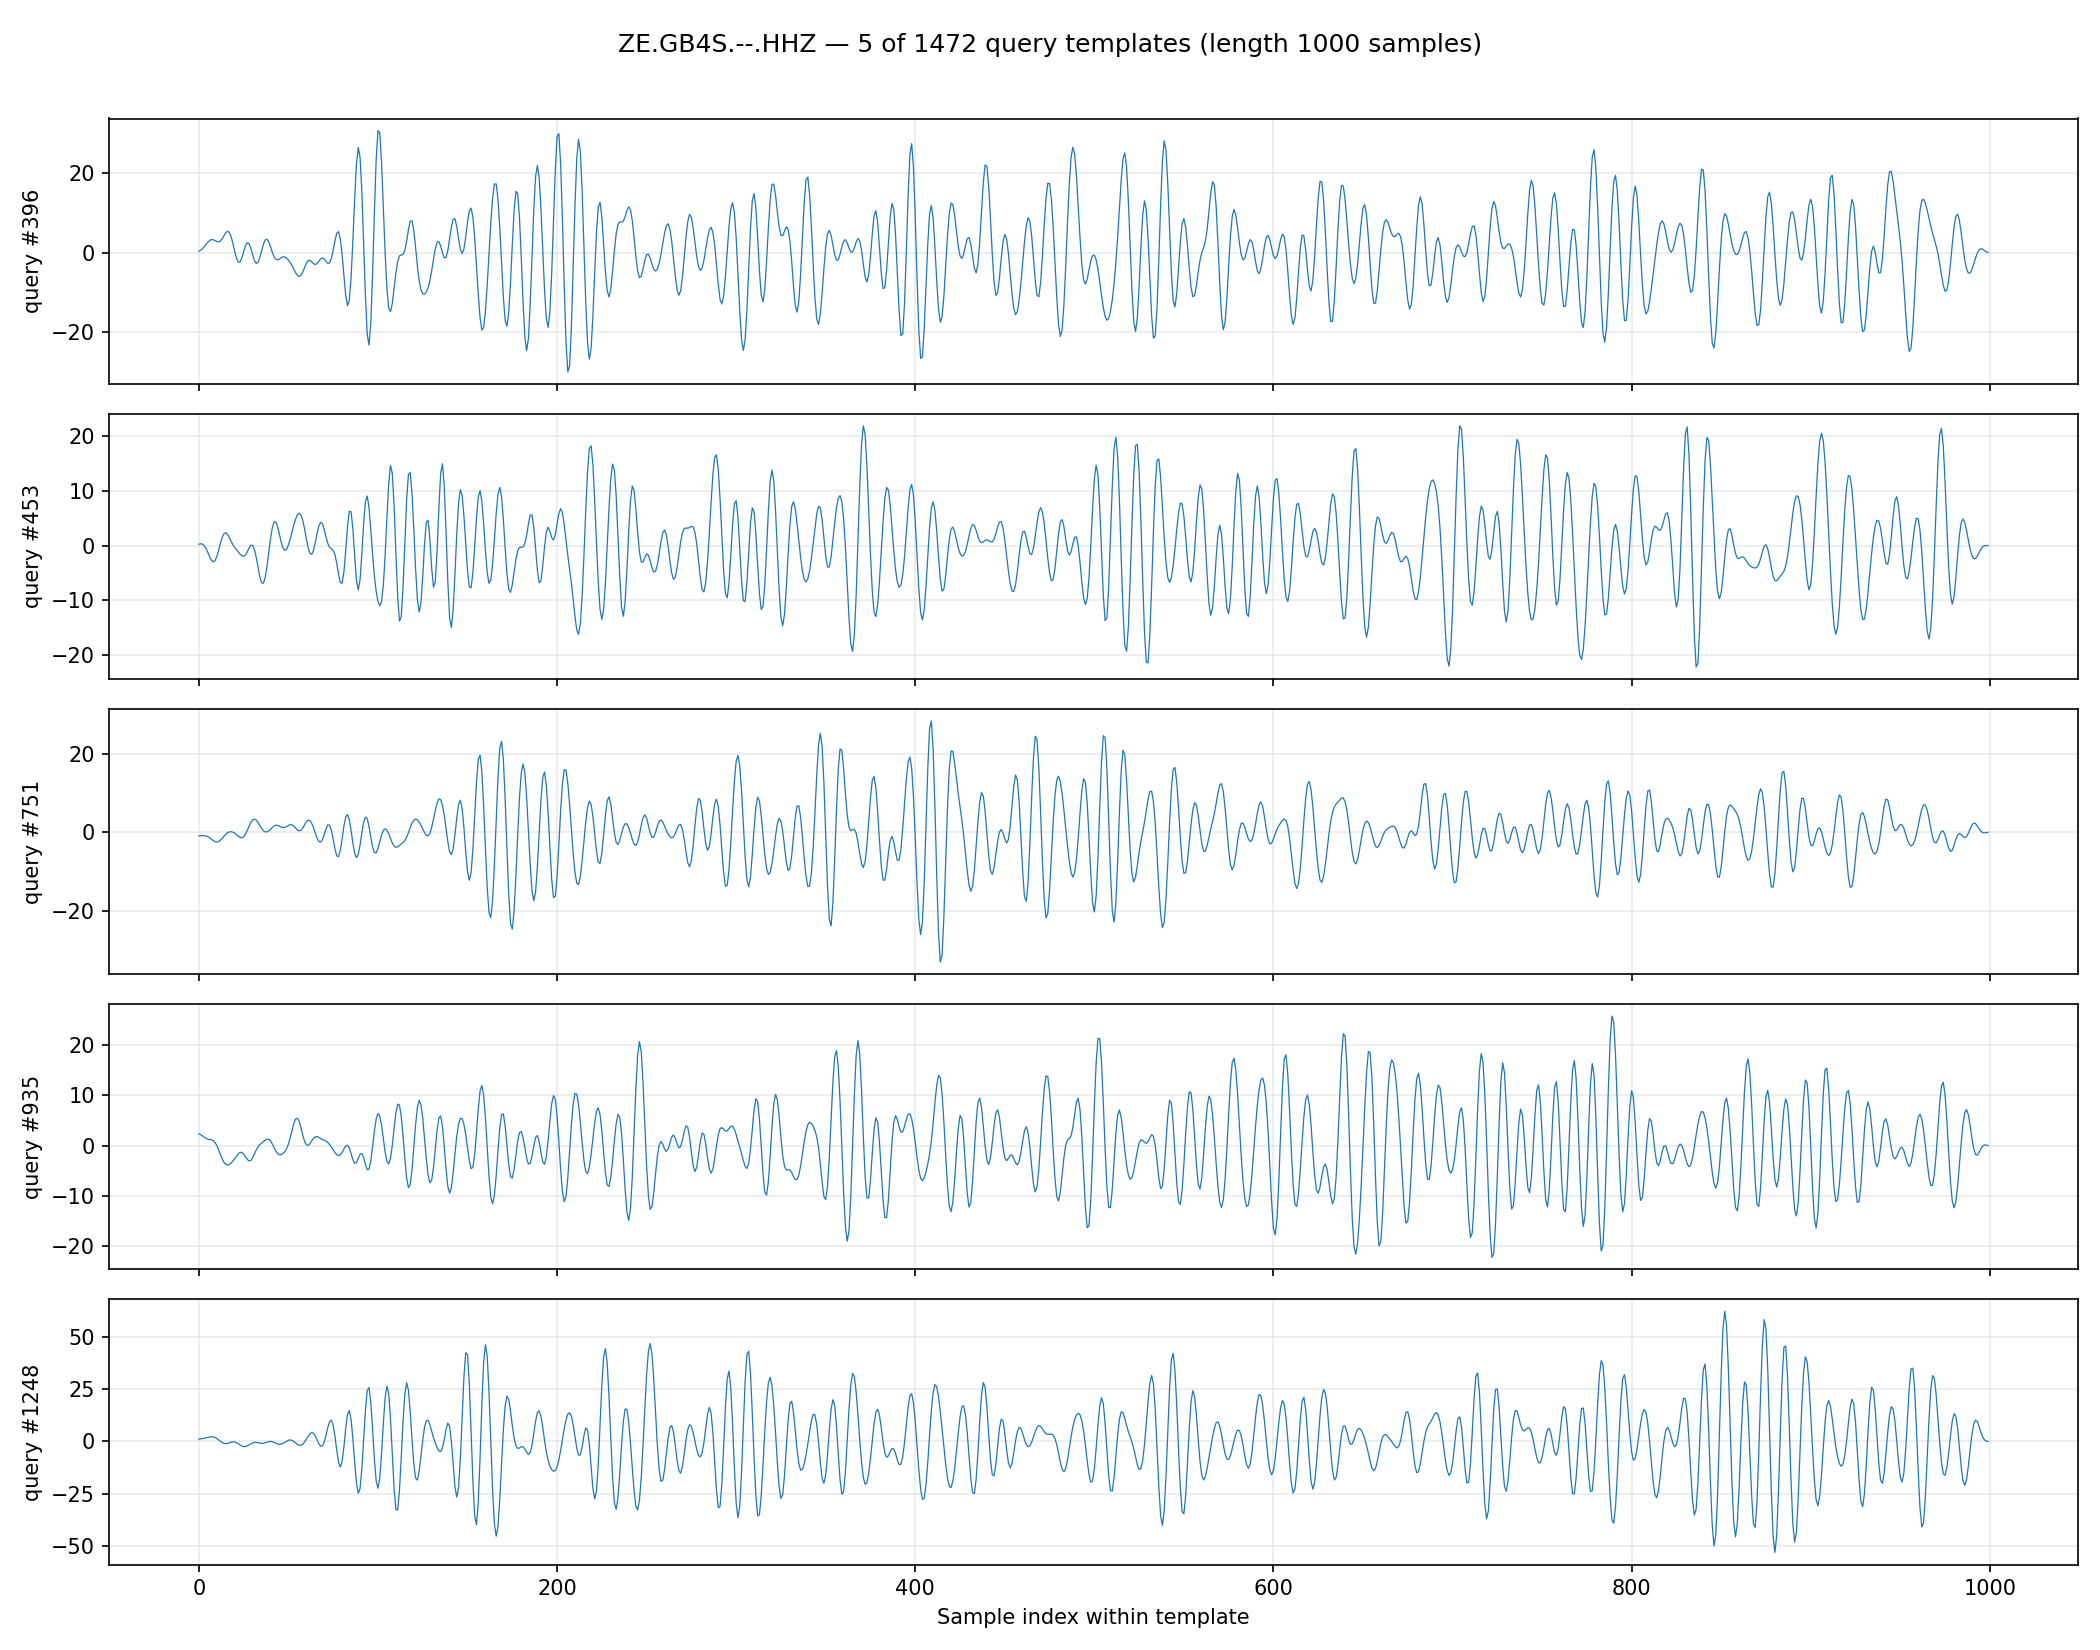 ZE.GB4S.--.HHZ — 5 of 1472 query templates (length 1000 samples)
query #396
20
0
−20
query #453
20
10
0
−10
−20
query #751
20
0
−20
query #935
20
10
0
−10
−20
query #1248
50
25
0
−25
−50
0 200 400 600 800 1000
Sample index within template